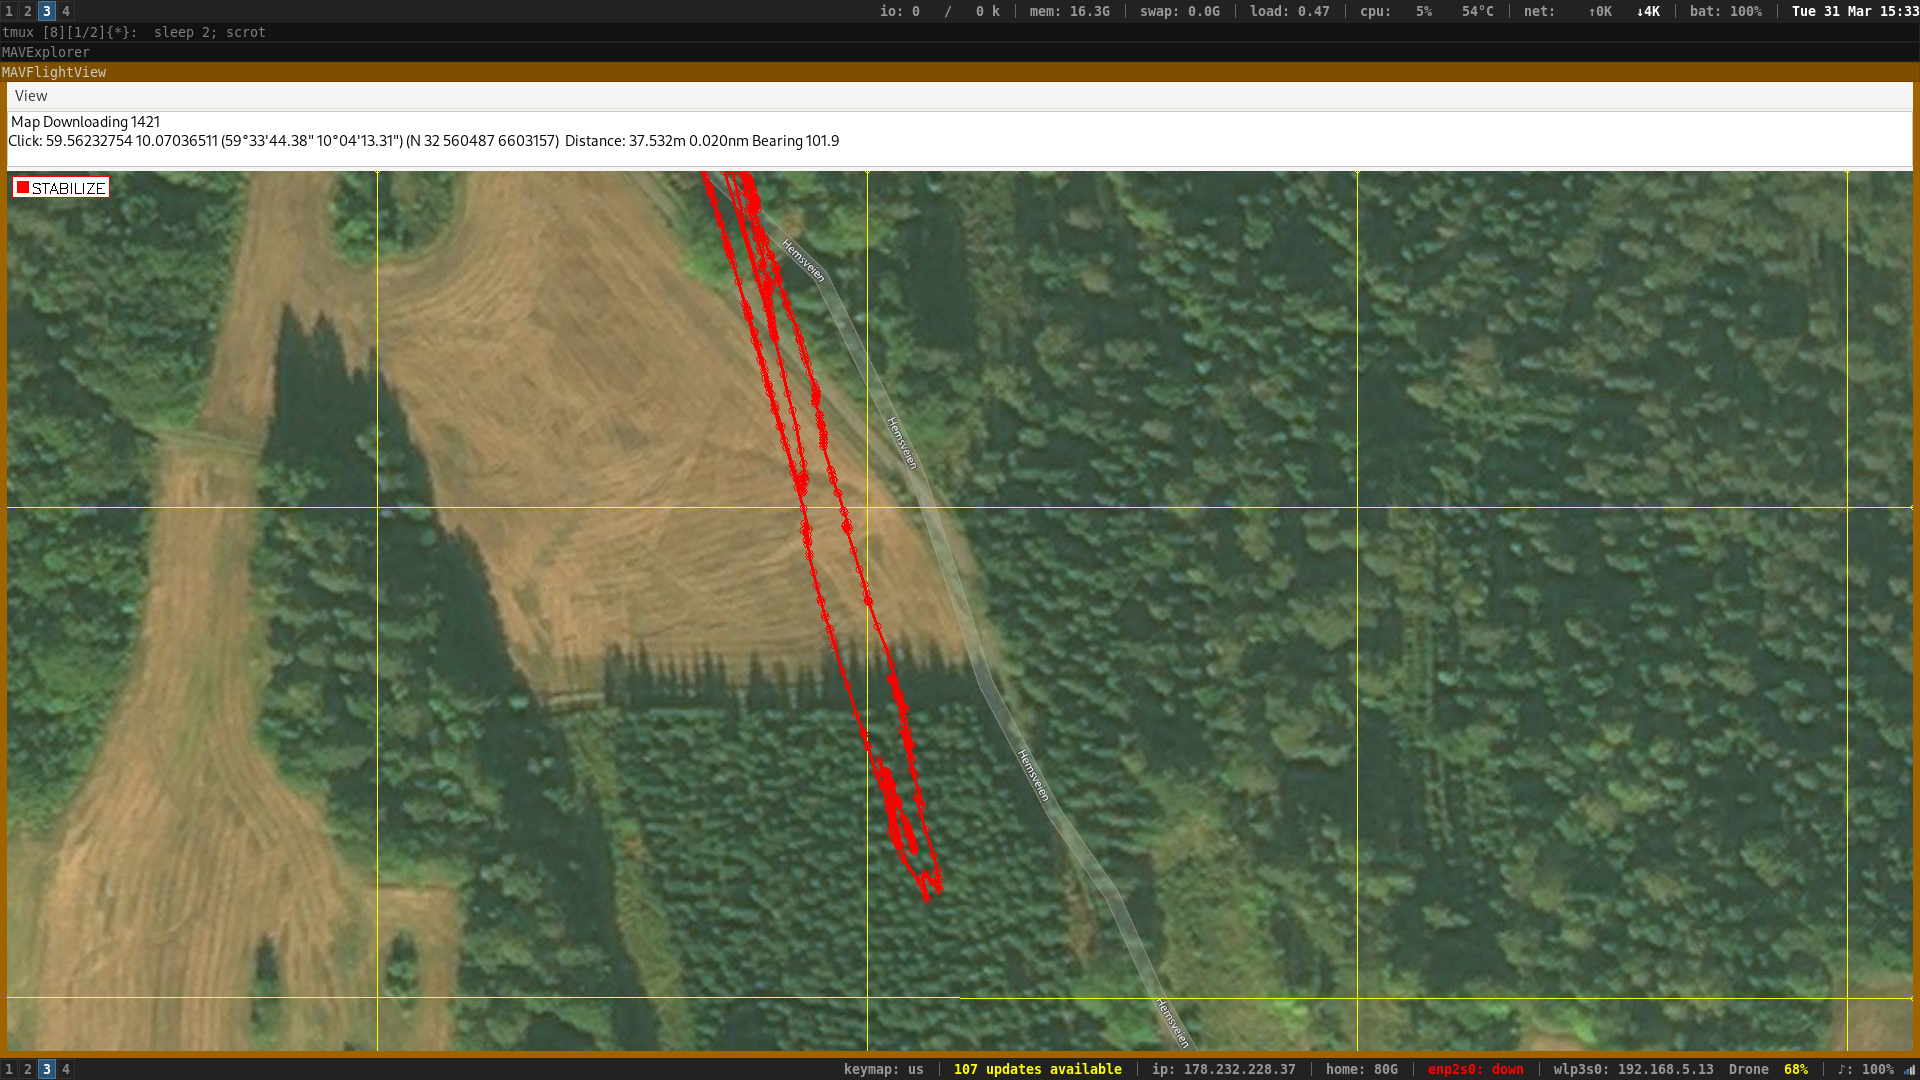 1 2 3 4 io: 0 / 0 k mem: 16.3G swap: 0.0G load: 0.47 cpu: 5% 54°C net: ↑0K ↓4K bat: 100% Tue 31 Mar 15:33
tmux [8][1/2]{*}: sleep 2; scrot
MAVExplorer
MAVFlightView
View
Map Downloading 1421
Click: 59.56232754 10.07036511 (59°33'44.38" 10°04'13.31") (N 32 560487 6603157) Distance: 37.532m 0.020nm Bearing 101.9
STABILIZE
Hemsveien
Hemsveien
Hemsveien
Hemsveien
1 2 3 4 keymap: us 107 updates available ip: 178.232.228.37 home: 80G enp2s0: down wlp3s0: 192.168.5.13 Drone 68% ♪: 100%